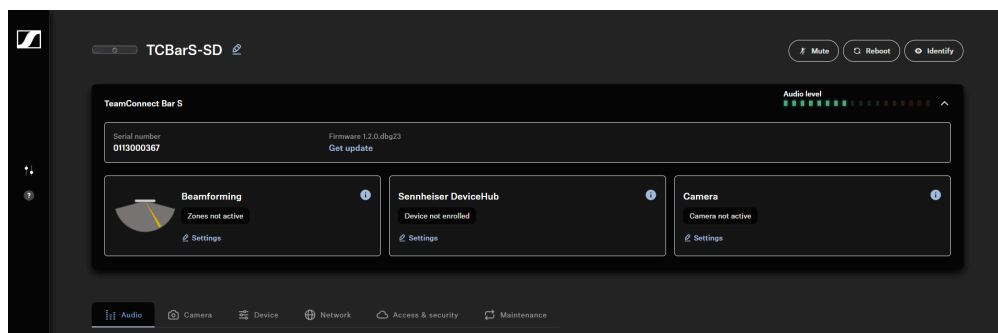 TCBarS-SD
Mute
Reboot
Identify
TeamConnect Bar S
Audio level
Serial number
0113000367
Firmware 1.2.0.dbg23
Get update
Beamforming
Zones not active
Settings
Sennheiser DeviceHub
Device not enrolled
Settings
Camera
Camera not active
Settings
Audio
Camera
Device
Network
Access & security
Maintenance